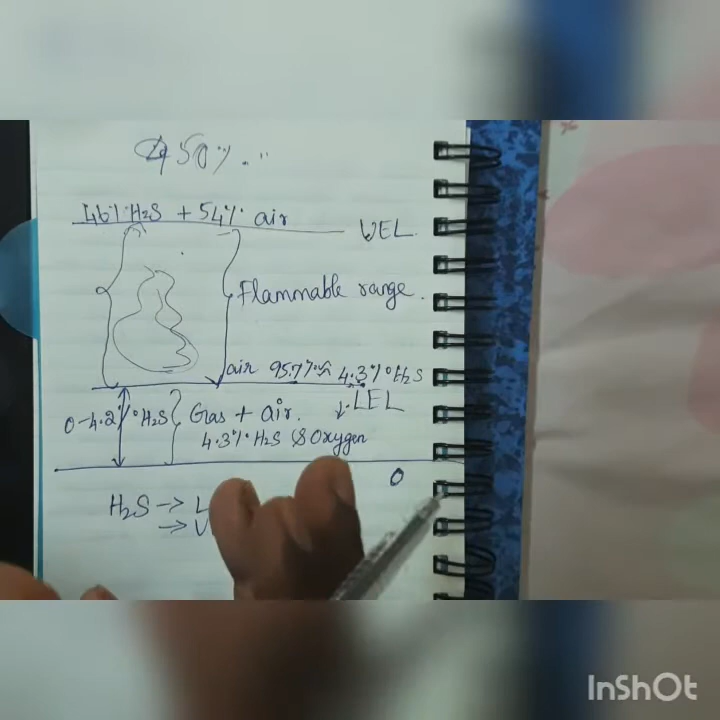 50%.
46% H2S + 54% air
UEL.
Flammable range.
air 95.7% 4.3% H2S
LEL
0-4.2% H2S
Gas + air.
4.3% H2S & Oxygen
0
H2S → L
→ U
InShOt